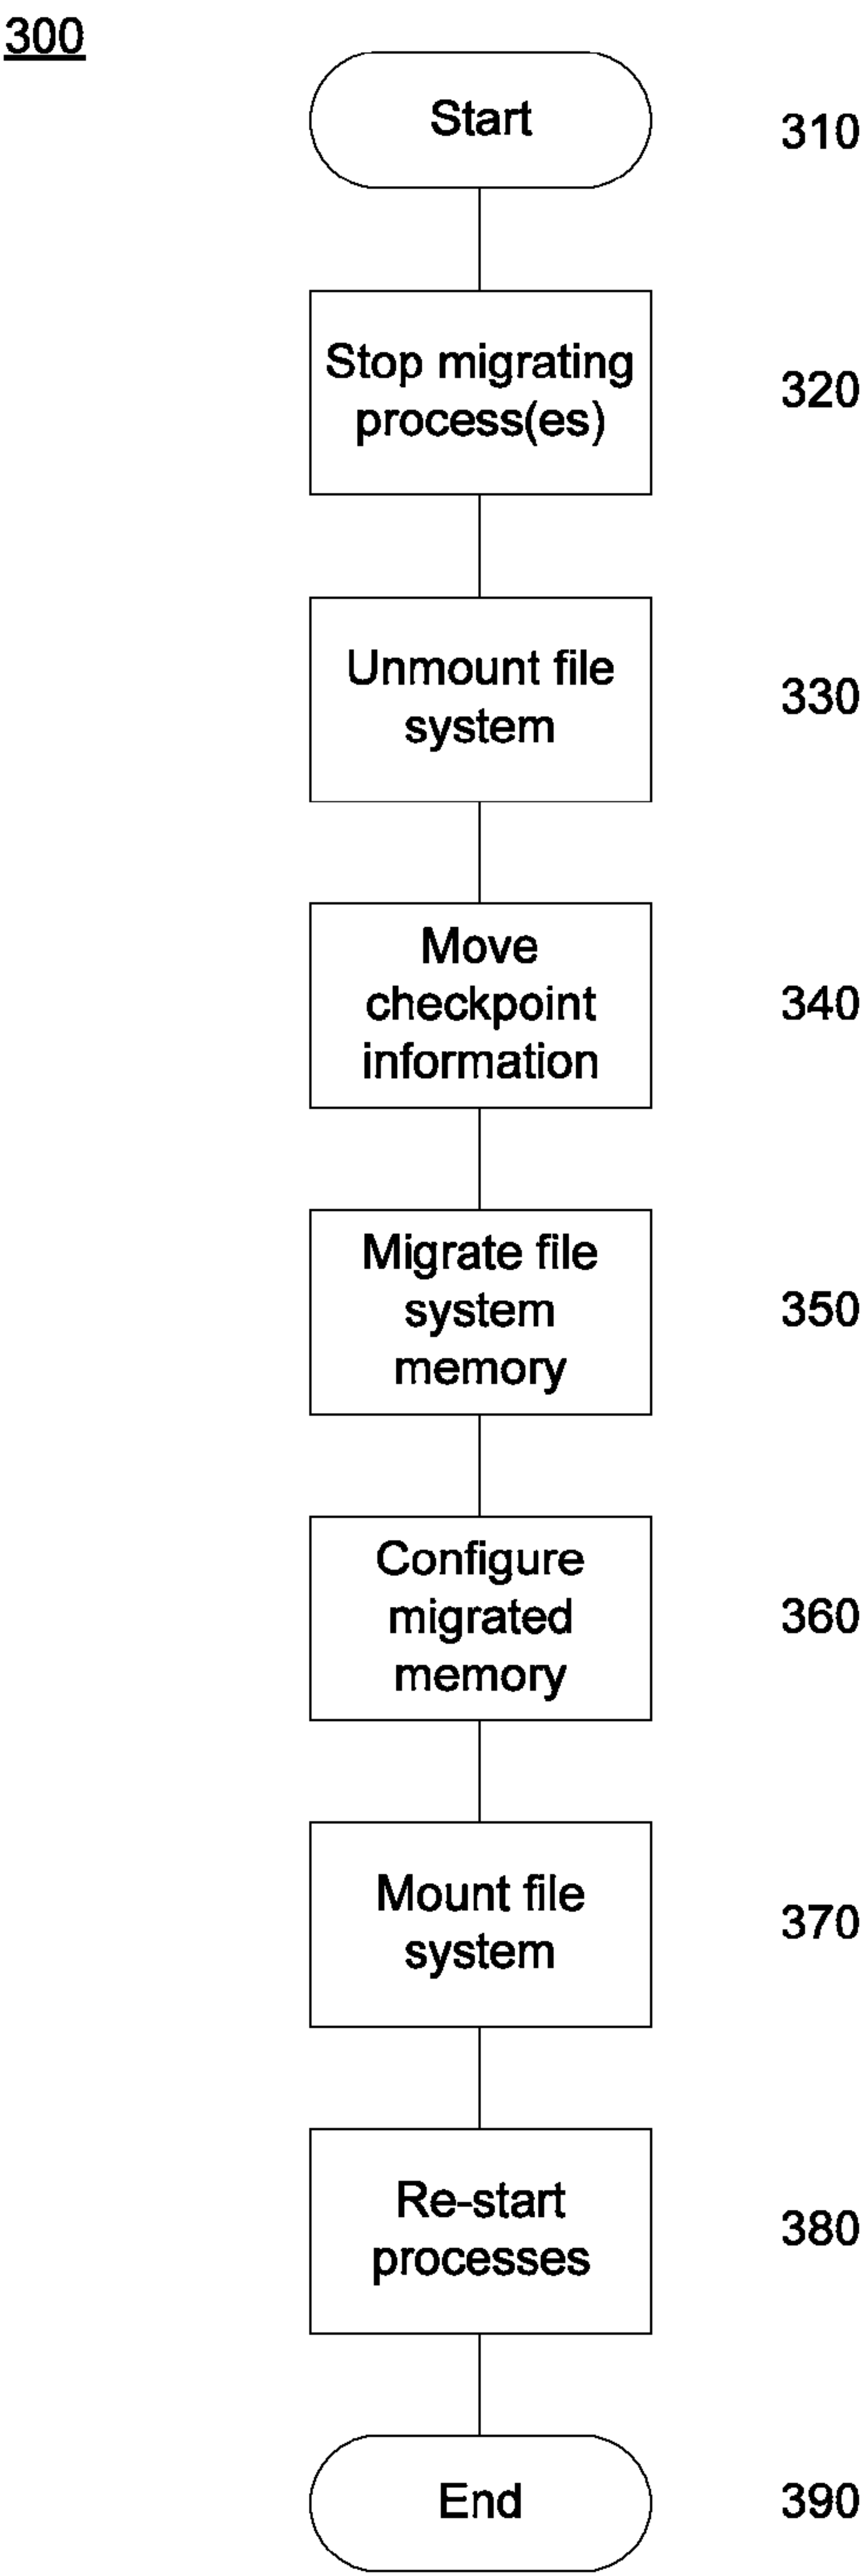 300
Start
310
Stop migrating
process(es)
320
Unmount file
system
330
Move
checkpoint
information
340
Migrate file
system
memory
350
Configure
migrated
memory
360
Mount file
system
370
Re-start
processes
380
End
390